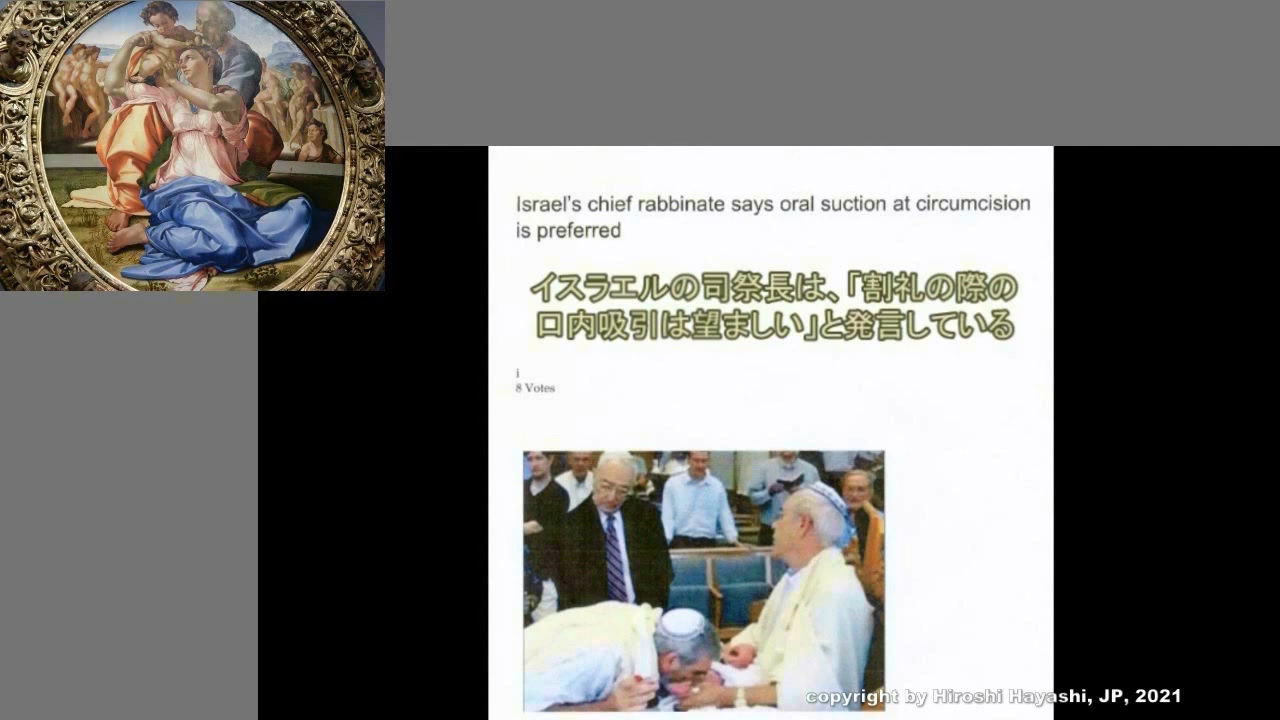 Israel's chief rabbinate says oral suction at circumcision
is preferred
イスラエルの司祭長は、「割礼の際の
口内吸引は望ましい」と発言している
i
8 Votes
copyright by Hiroshi Hayashi, JP, 2021